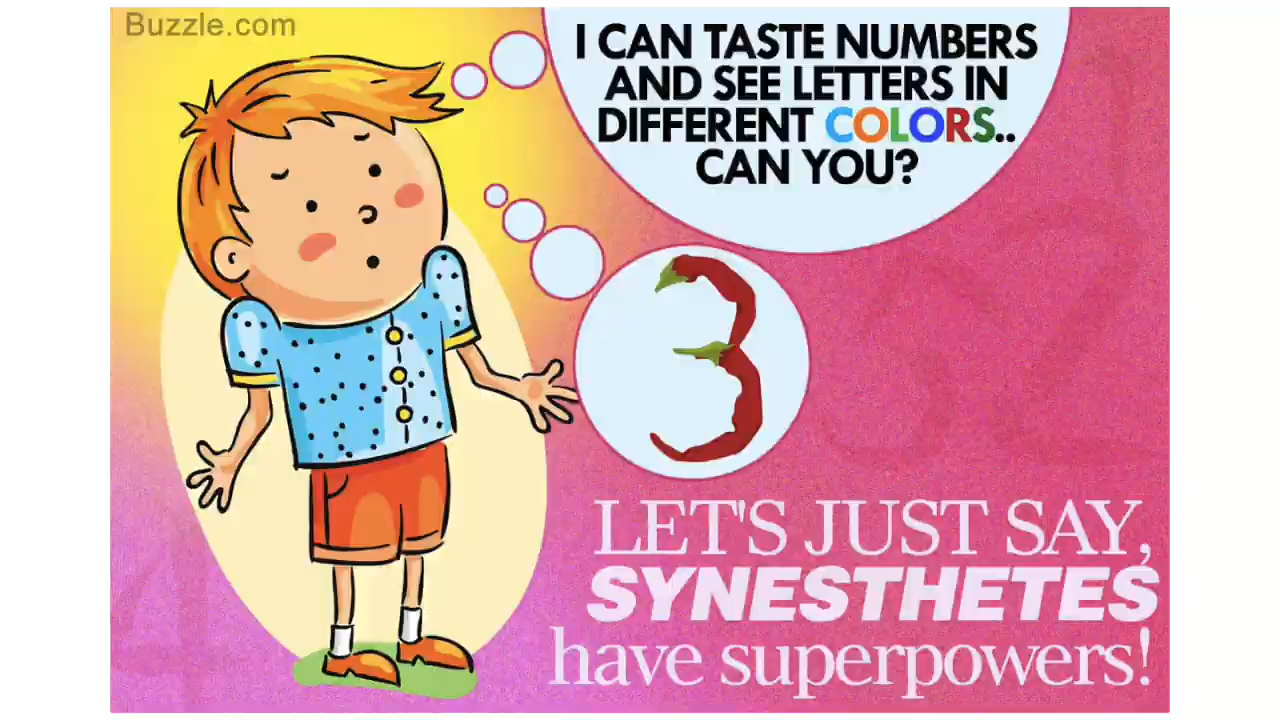 Buzzle.com
I CAN TASTE NUMBERS
AND SEE LETTERS IN
DIFFERENT COLORS..
CAN YOU?
3
LET'S JUST SAY,
SYNESTHETES
have superpowers!